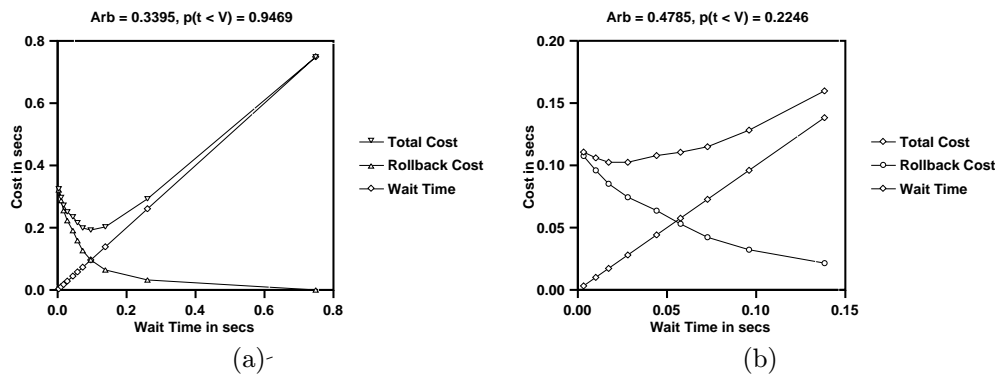 Arb = 0.3395, p(t < V) = 0.9469
0.8
0.6
0.4
0.2
0.0
Cost in secs
0.0 0.2 0.4 0.6 0.8
Wait Time in secs
Total Cost
Rollback Cost
Wait Time
(a)
Arb = 0.4785, p(t < V) = 0.2246
0.20
0.15
0.10
0.05
0.00
Cost in secs
0.00 0.05 0.10 0.15
Wait Time in secs
Total Cost
Rollback Cost
Wait Time
(b)